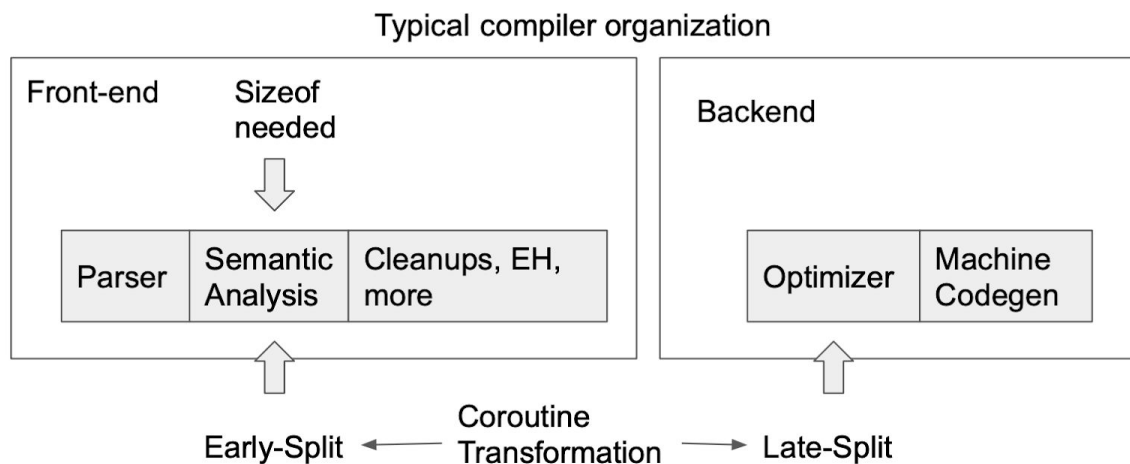 Typical compiler organization
Front-end
Sizeof
needed
Parser
Semantic
Analysis
Cleanups, EH,
more
Backend
Optimizer
Machine
Codegen
Early-Split
Coroutine
Transformation
Late-Split